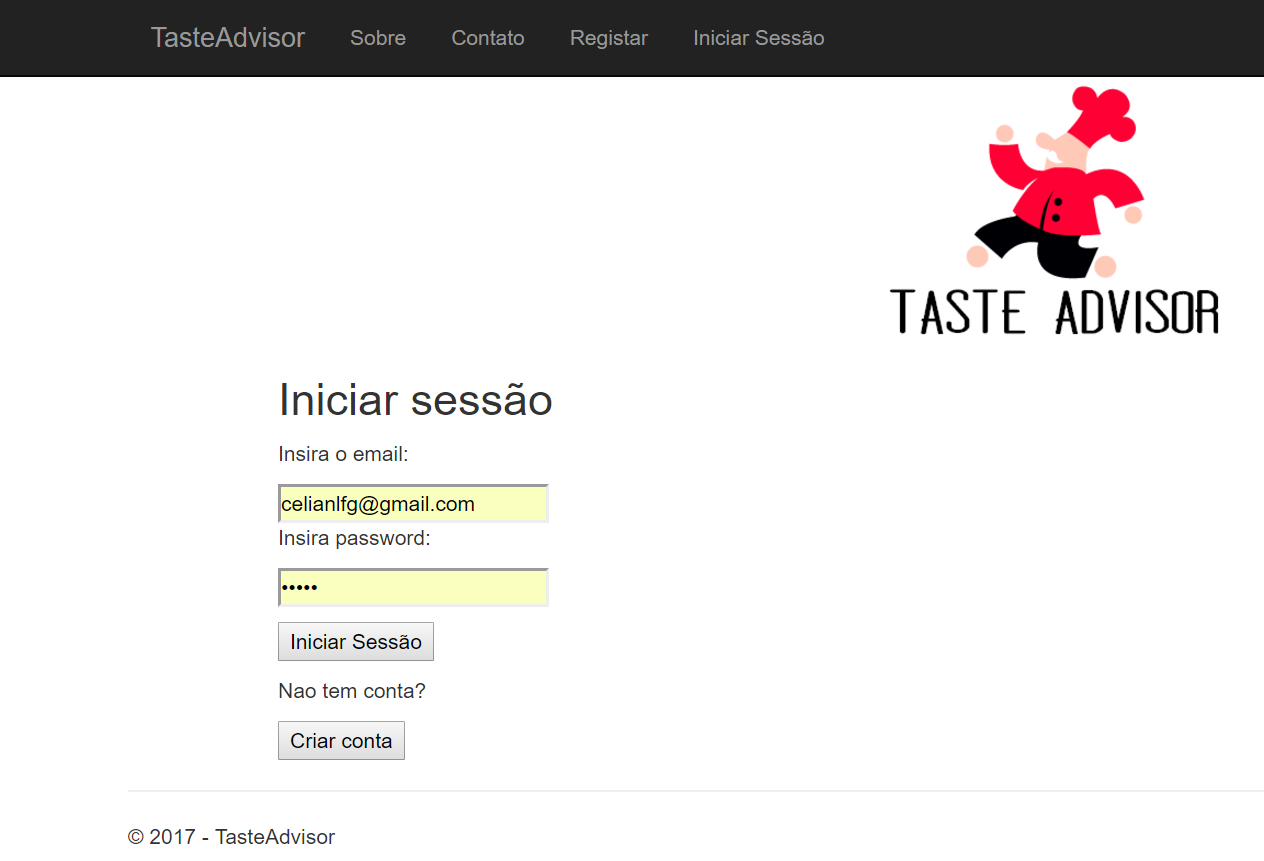 TasteAdvisor Sobre Contato Registar Iniciar Sessão
TASTE ADVISOR
Iniciar sessão
Insira o email:
celianlfg@gmail.com
Insira password:
•••••
Iniciar Sessão
Nao tem conta?
Criar conta
© 2017 - TasteAdvisor